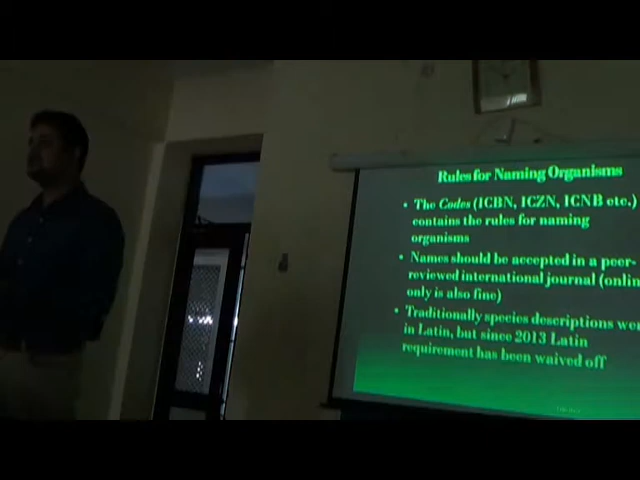 Rules for Naming Organisms
• The Codes (ICBN, ICZN, ICNB etc.)
contains the rules for naming
organisms
• Names should be accepted in a peer-
reviewed international journal (onlin
only is also fine)
• Traditionally species descriptions we
in Latin, but since 2013 Latin
requirement has been waived off